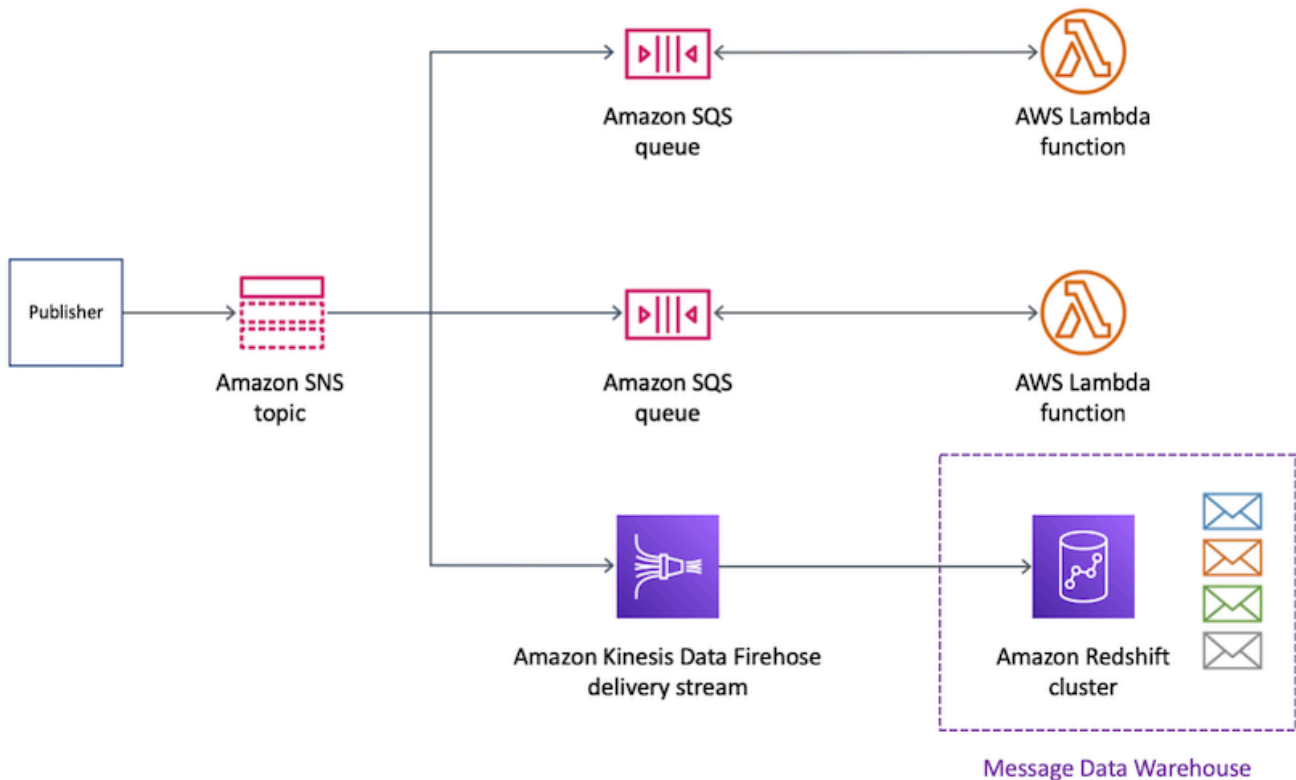 Amazon SQS
queue
AWS Lambda
function
Publisher
Amazon SNS
topic
Amazon SQS
queue
AWS Lambda
function
Amazon Kinesis Data Firehose
delivery stream
Amazon Redshift
cluster
Message Data Warehouse